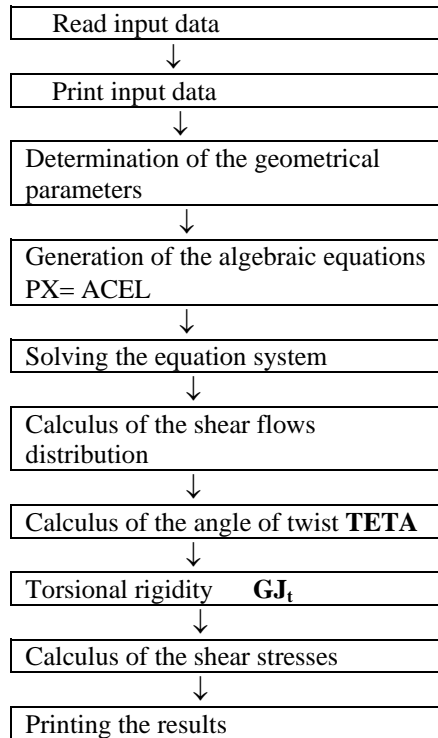 Read input data
↓
Print input data
↓
Determination of the geometrical
parameters
↓
Generation of the algebraic equations
PX= ACEL
↓
Solving the equation system
↓
Calculus of the shear flows
distribution
↓
Calculus of the angle of twist TETA
↓
Torsional rigidity GJt
↓
Calculus of the shear stresses
↓
Printing the results